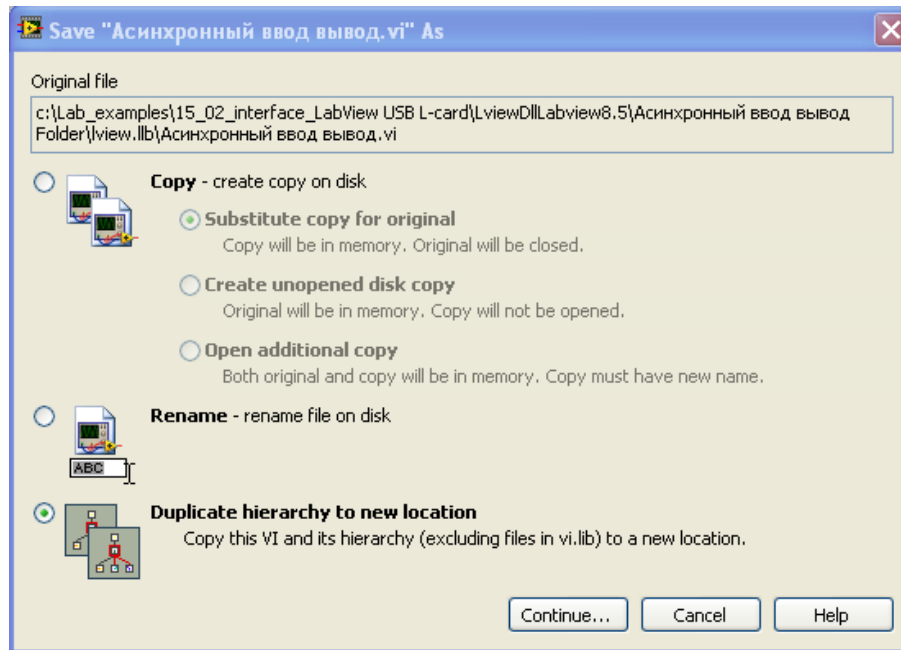 Save "Асинхронный ввод вывод.vi" As
Original file
c:\Lab_examples\15_02_interface_LabView USB L-card\LviewDllLabview8.5\Асинхронный ввод вывод
Folder\lview.llb\Асинхронный ввод вывод.vi
Copy - create copy on disk
Substitute copy for original
Copy will be in memory. Original will be closed.
Create unopened disk copy
Original will be in memory. Copy will not be opened.
Open additional copy
Both original and copy will be in memory. Copy must have new name.
Rename - rename file on disk
ABC
Duplicate hierarchy to new location
Copy this VI and its hierarchy (excluding files in vi.lib) to a new location.
Continue... Cancel Help